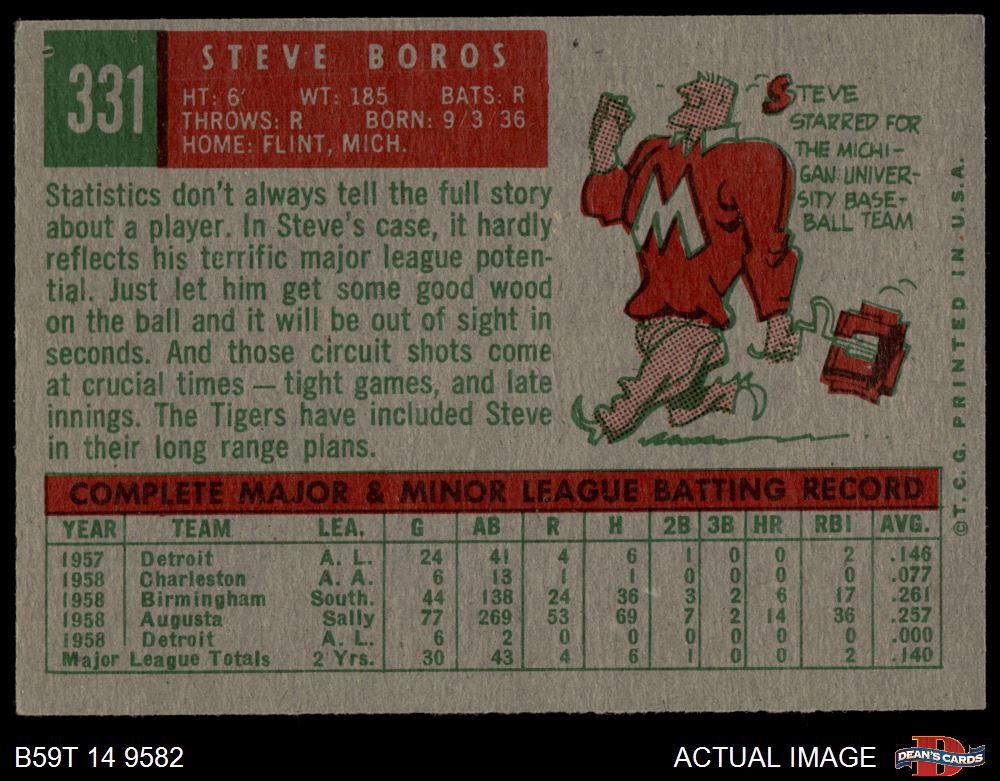 331
STEVE BOROS
HT: 6' WT: 185 BATS: R
THROWS: R BORN: 9/3/36
HOME: FLINT, MICH.
Statistics don't always tell the full story
about a player. In Steve's case, it hardly
reflects his terrific major league poten-
tial. Just let him get some good wood
on the ball and it will be out of sight in
seconds. And those circuit shots come
at crucial times — tight games, and late
innings. The Tigers have included Steve
in their long range plans.
STEVE
STARRED FOR
THE MICHI-
GAN UNIVER-
SITY BASE-
BALL TEAM
M
© T. C. G. PRINTED IN U.S.A.
COMPLETE MAJOR & MINOR LEAGUE BATTING RECORD
YEAR TEAM LEA. G AB R H 2B 3B HR RBI AVG.
1957 Detroit A. L. 24 41 4 6 1 0 0 2 .146
1958 Charleston A. A. 6 13 1 1 0 0 0 0 .077
1958 Birmingham South. 44 138 24 36 3 2 6 17 .261
1958 Augusta Sally 77 269 53 69 7 2 14 36 .257
1958 Detroit A. L. 6 2 0 0 0 0 0 0 .000
Major League Totals 2 Yrs. 30 43 4 6 1 0 0 2 .140
B59T 14 9582
ACTUAL IMAGE
D
DEAN'S CARDS